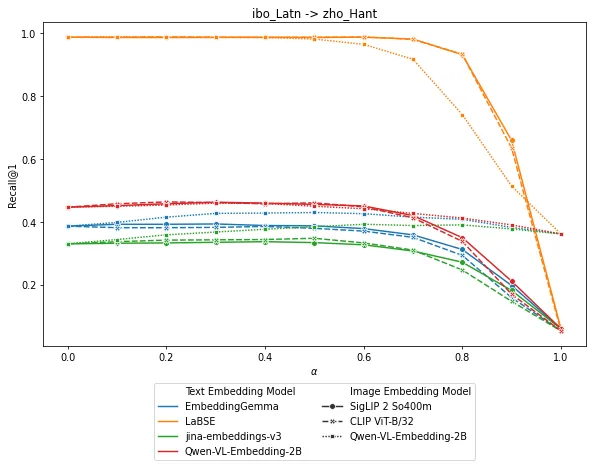 ibo_Latn -> zho_Hant
1.0
0.8
0.6
0.4
0.2
Recall@1
0.0 0.2 0.4 0.6 0.8 1.0
α
Text Embedding Model Image Embedding Model
EmbeddingGemma SigLIP 2 So400m
LaBSE CLIP ViT-B/32
jina-embeddings-v3 Qwen-VL-Embedding-2B
Qwen-VL-Embedding-2B